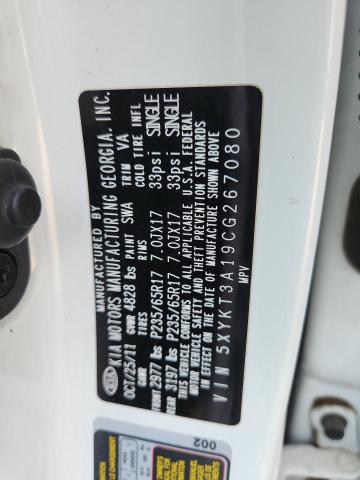 MANUFACTURED BY
KIA MOTORS MANUFACTURING GEORGIA, INC.
OCT/25/11 GVWR 4828 lbs PAINT SWA TRIM VA
GAWR TIRES RIMS COLD TIRE INFL
FRONT 2977 lbs P235/65R17 7.0JX17 33psi SINGLE
REAR 3197 lbs P235/65R17 7.0JX17 33psi SINGLE
THIS VEHICLE CONFORMS TO ALL APPLICABLE U.S.A. FEDERAL
MOTOR VEHICLE SAFETY AND THEFT PREVENTION STANDARDS
IN EFFECT ON THE DATE OF MANUFACTURE SHOWN ABOVE
VIN 5XYKT3A19CG267080
MPV
002